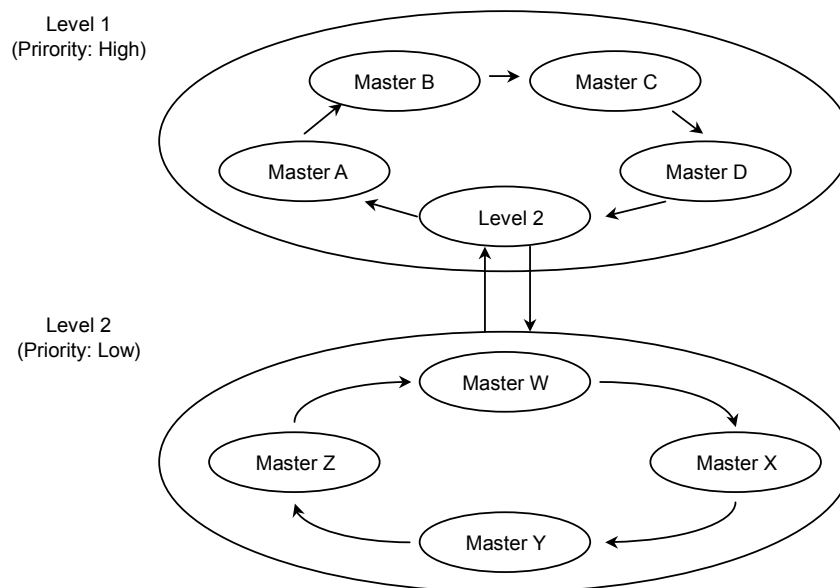 Level 1
(Prirority: High)
Master B
Master C
Master A
Master D
Level 2
Level 2
(Priority: Low)
Master W
Master Z
Master X
Master Y